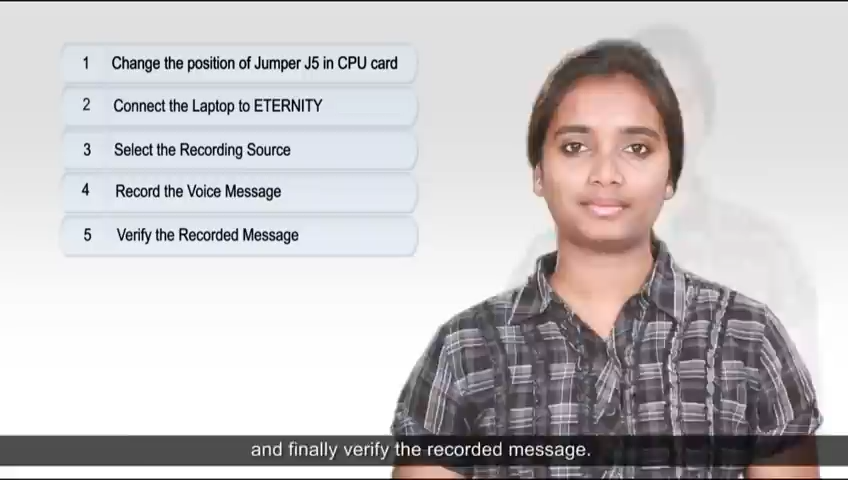 1 Change the position of Jumper J5 in CPU card
2 Connect the Laptop to ETERNITY
3 Select the Recording Source
4 Record the Voice Message
5 Verify the Recorded Message
and finally verify the recorded message.